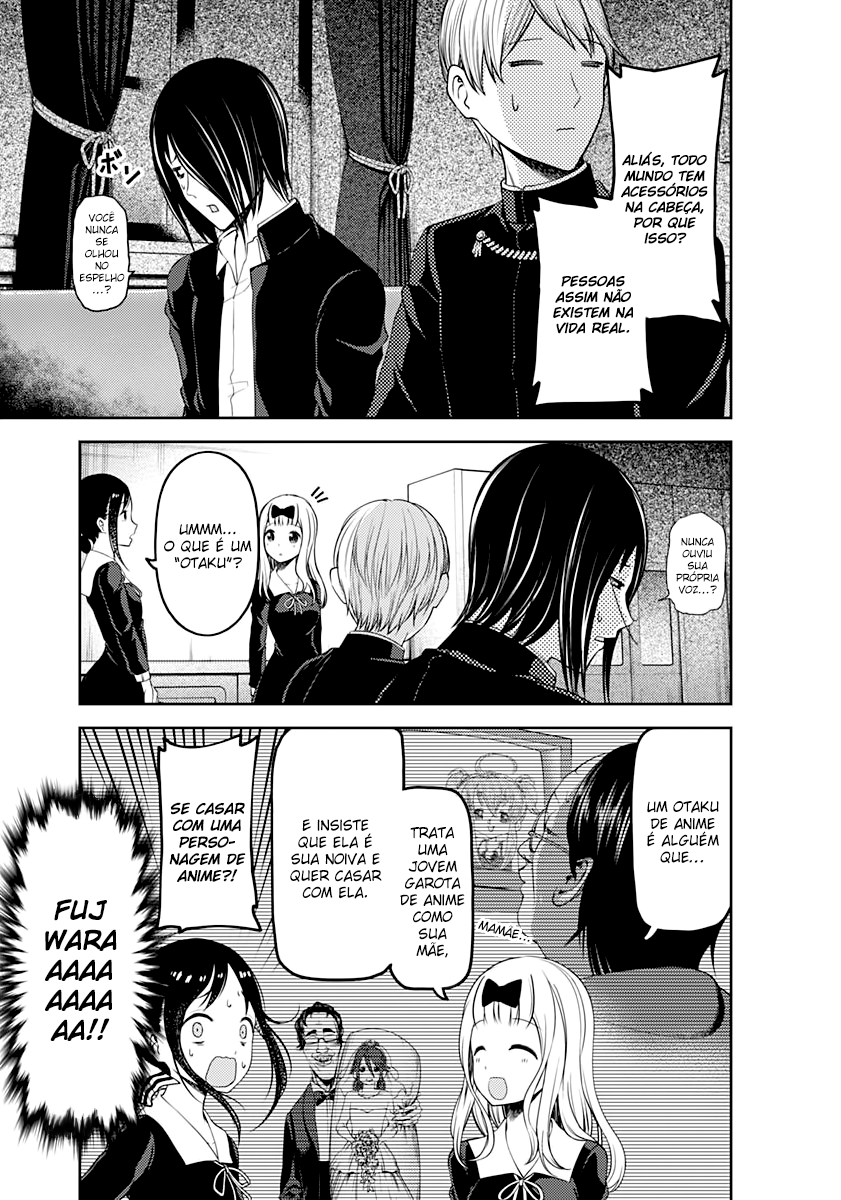 ALIÁS, TODO
MUNDO TEM
ACESSÓRIOS
NA CABEÇA,
POR QUE
ISSO?
PESSOAS
ASSIM NÃO
EXISTEM NA
VIDA REAL.
ボソ
VOCÊ
NUNCA
SE
OLHOU
NO
ESPELHO
...?
NUNCA
OUVIU
SUA
PRÓPRIA
VOZ...?
UMMM...
O QUE É UM
"OTAKU"?
UM OTAKU
DE ANIME
É ALGUÉM
QUE...
MAMÃE...
TRATA
UMA
JOVEM
GAROTA
DE ANIME
COMO
SUA
MÃE,
E INSISTE
QUE ELA É
SUA NOIVA E
QUER CASAR
COM ELA.
SE CASAR
COM UMA
PERSO-
NAGEM DE
ANIME?!
FUJ
WARA
AAAA
AAAA
AA!!